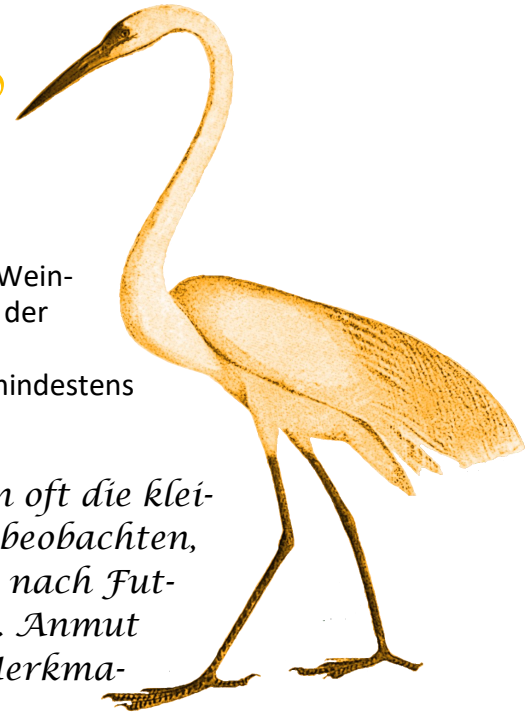 Wein-
der
mindestens
oft die klei-
beobachten,
nach Fut-
Anmut
Merkma-